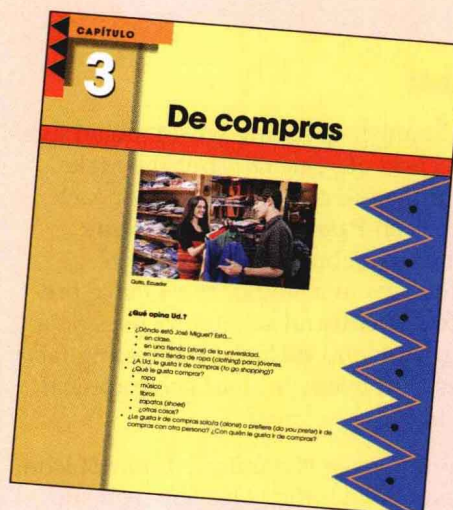 CAPÍTULO
3
De compras
Quito, Ecuador
¿Qué opina Ud.?
• ¿Dónde está José Miguel? Está...
• en clase.
• en una tienda (store) de la universidad.
• en una tienda de ropa (clothing) para jóvenes.
• ¿A Ud. le gusta ir de compras (to go shopping)?
• ¿Qué le gusta comprar?
• ropa
• música
• libros
• zapatos (shoes)
• ¿otras cosas?
• ¿Le gusta ir de compras solo/a (alone) o prefiere (do you prefer) ir de
compras con otra persona? ¿Con quién le gusta ir de compras?